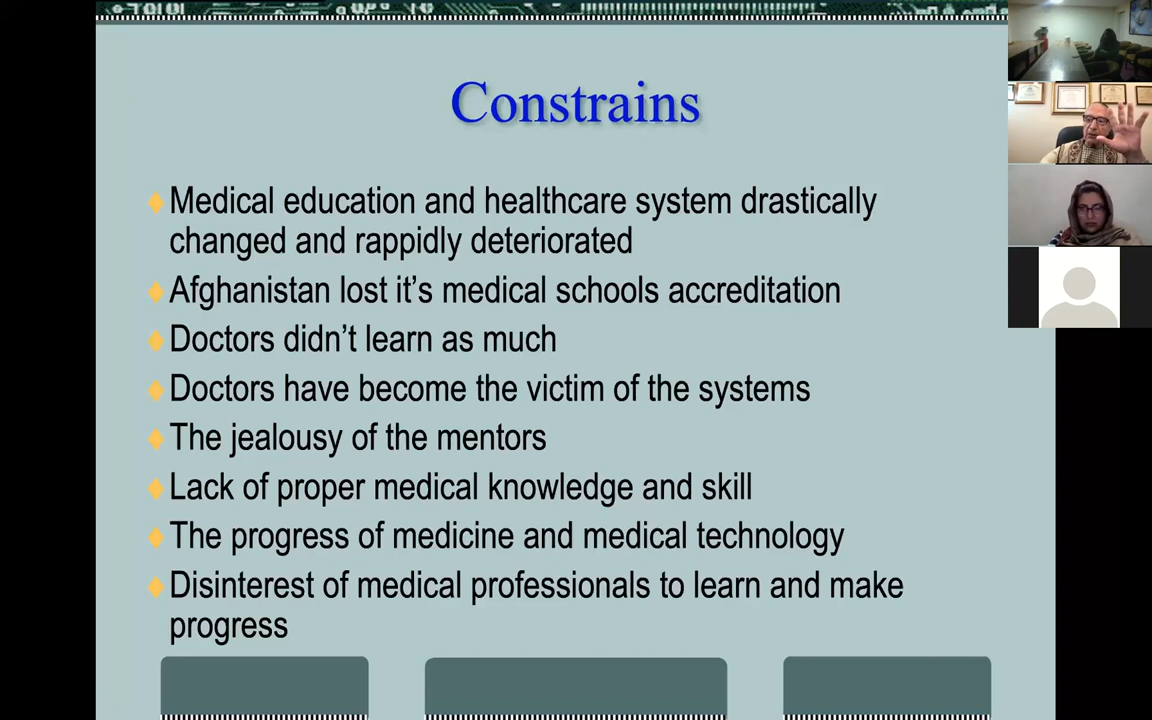 Constrains
Medical education and healthcare system drastically
changed and rappidly deteriorated
Afghanistan lost it's medical schools accreditation
Doctors didn't learn as much
Doctors have become the victim of the systems
The jealousy of the mentors
Lack of proper medical knowledge and skill
The progress of medicine and medical technology
Disinterest of medical professionals to learn and make
progress